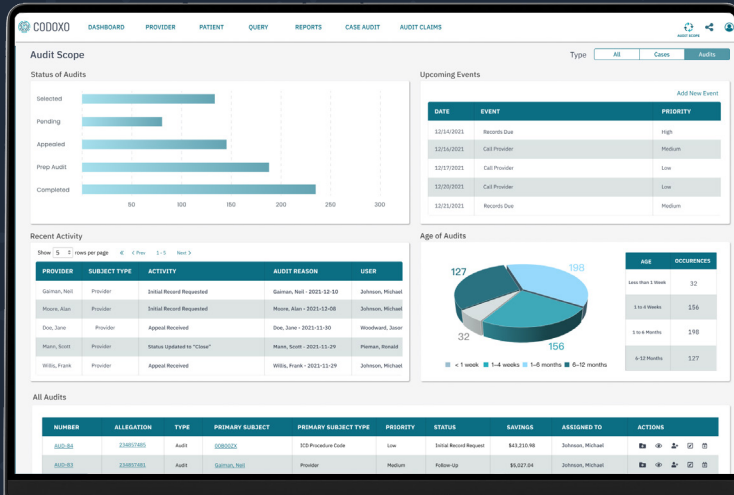 CODOXO DASHBOARD PROVIDER PATIENT QUERY REPORTS CASE AUDIT AUDIT CLAIMS AUDIT SCOPE
Audit Scope
Type All Cases Audits
Status of Audits
Selected
Pending
Appealed
Prep Audit
Completed
50 100 150 200 250 300
Upcoming Events
Add New Event
DATE EVENT PRIORITY
12/14/2021 Records Due High
12/16/2021 Call Provider Medium
12/17/2021 Call Provider Low
12/20/2021 Call Provider Low
12/21/2021 Records Due Medium
Recent Activity
Show 5 rows per page « < Prev 1-5 Next >
PROVIDER SUBJECT TYPE ACTIVITY AUDIT REASON USER
Gaiman, Neil Provider Initial Record Requested Gaiman, Neil - 2021-12-10 Johnson, Michael
Moore, Alan Provider Initial Record Requested Moore, Alan - 2021-12-08 Johnson, Michael
Doe, Jane Provider Appeal Received Doe, Jane - 2021-11-30 Woodward, Jason
Mann, Scott Provider Status Updated to "Close" Mann, Scott - 2021-11-29 Pleman, Ronald
Willis, Frank Provider Appeal Received Willis, Frank - 2021-11-29 Johnson, Michael
Age of Audits
127
198
32
156
< 1 week 1-4 weeks 1-6 months 6-12 months
AGE OCCURENCES
Less than 1 Week 32
1 to 4 Weeks 156
1 to 6 Months 198
6-12 Months 127
All Audits
NUMBER ALLEGATION TYPE PRIMARY SUBJECT PRIMARY SUBJECT TYPE PRIORITY STATUS SAVINGS ASSIGNED TO ACTIONS
AUD-84 234857485 Audit 00B00ZX ICD Procedure Code Low Initial Record Request $43,210.98 Johnson, Michael
AUD-83 234857481 Audit Gaiman, Neil Provider Medium Follow-Up $5,027.04 Johnson, Michael